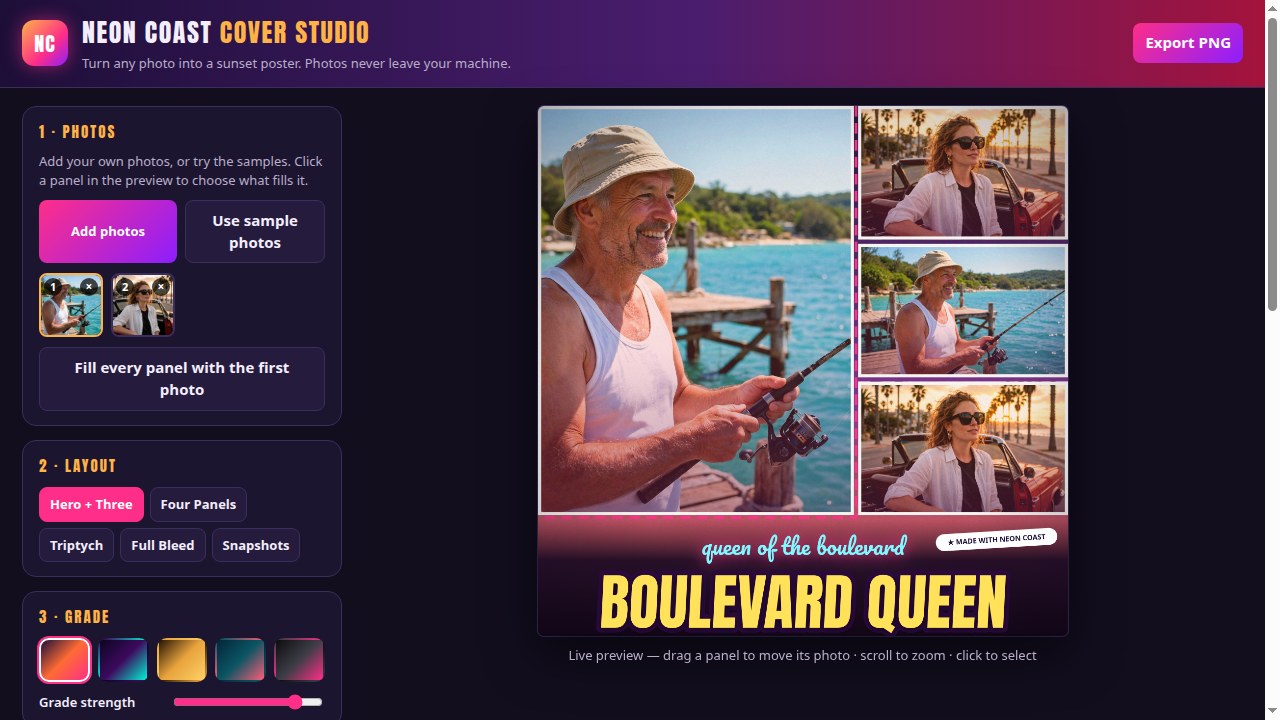 NC
NEON COAST COVER STUDIO
Turn any photo into a sunset poster. Photos never leave your machine.
Export PNG
1 · PHOTOS
Add your own photos, or try the samples. Click
a panel in the preview to choose what fills it.
Add photos
Use sample
photos
1 ×
2 ×
Fill every panel with the first
photo
2 · LAYOUT
Hero + Three
Four Panels
Triptych
Full Bleed
Snapshots
3 · GRADE
Grade strength
queen of the boulevard
★ MADE WITH NEON COAST
BOULEVARD QUEEN
Live preview — drag a panel to move its photo · scroll to zoom · click to select